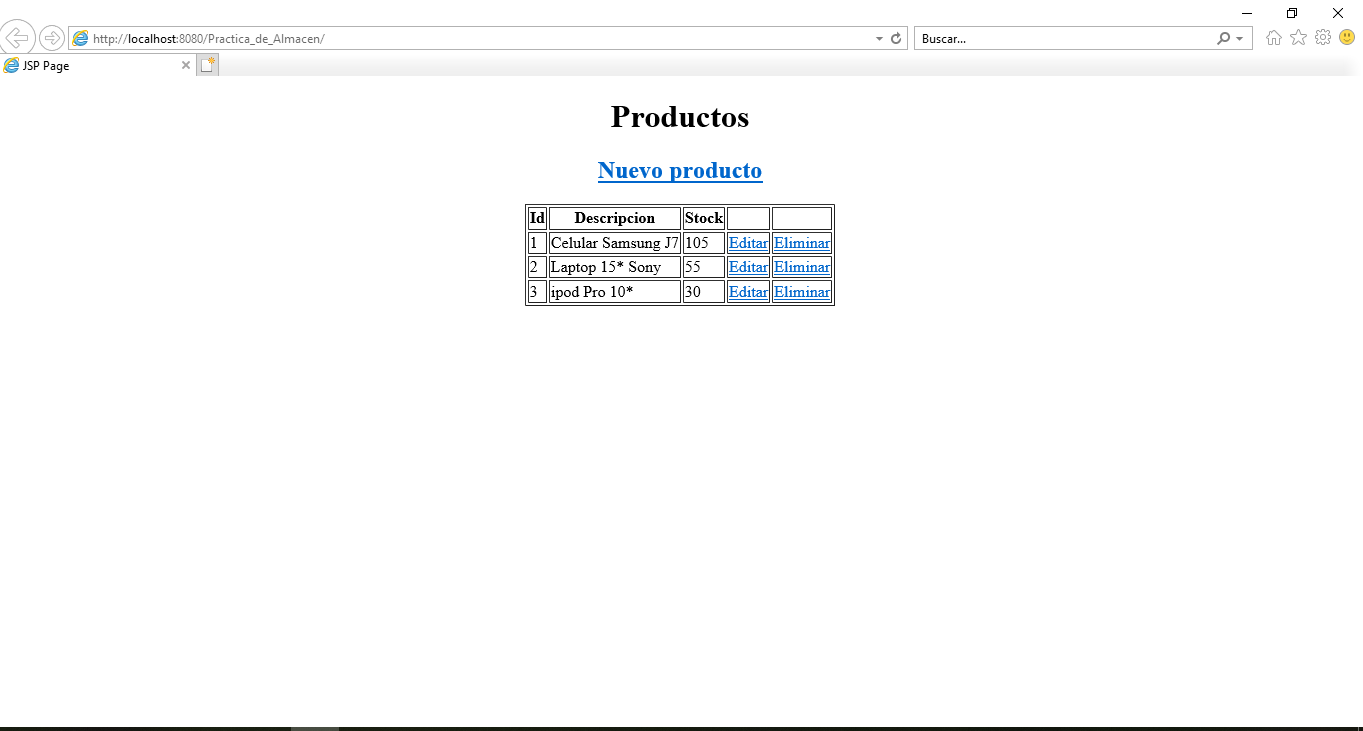 http://localhost:8080/Practica_de_Almacen/
Buscar...
JSP Page
Productos
Nuevo producto
Id Descripcion Stock
1 Celular Samsung J7 105 Editar Eliminar
2 Laptop 15* Sony 55 Editar Eliminar
3 ipod Pro 10* 30 Editar Eliminar